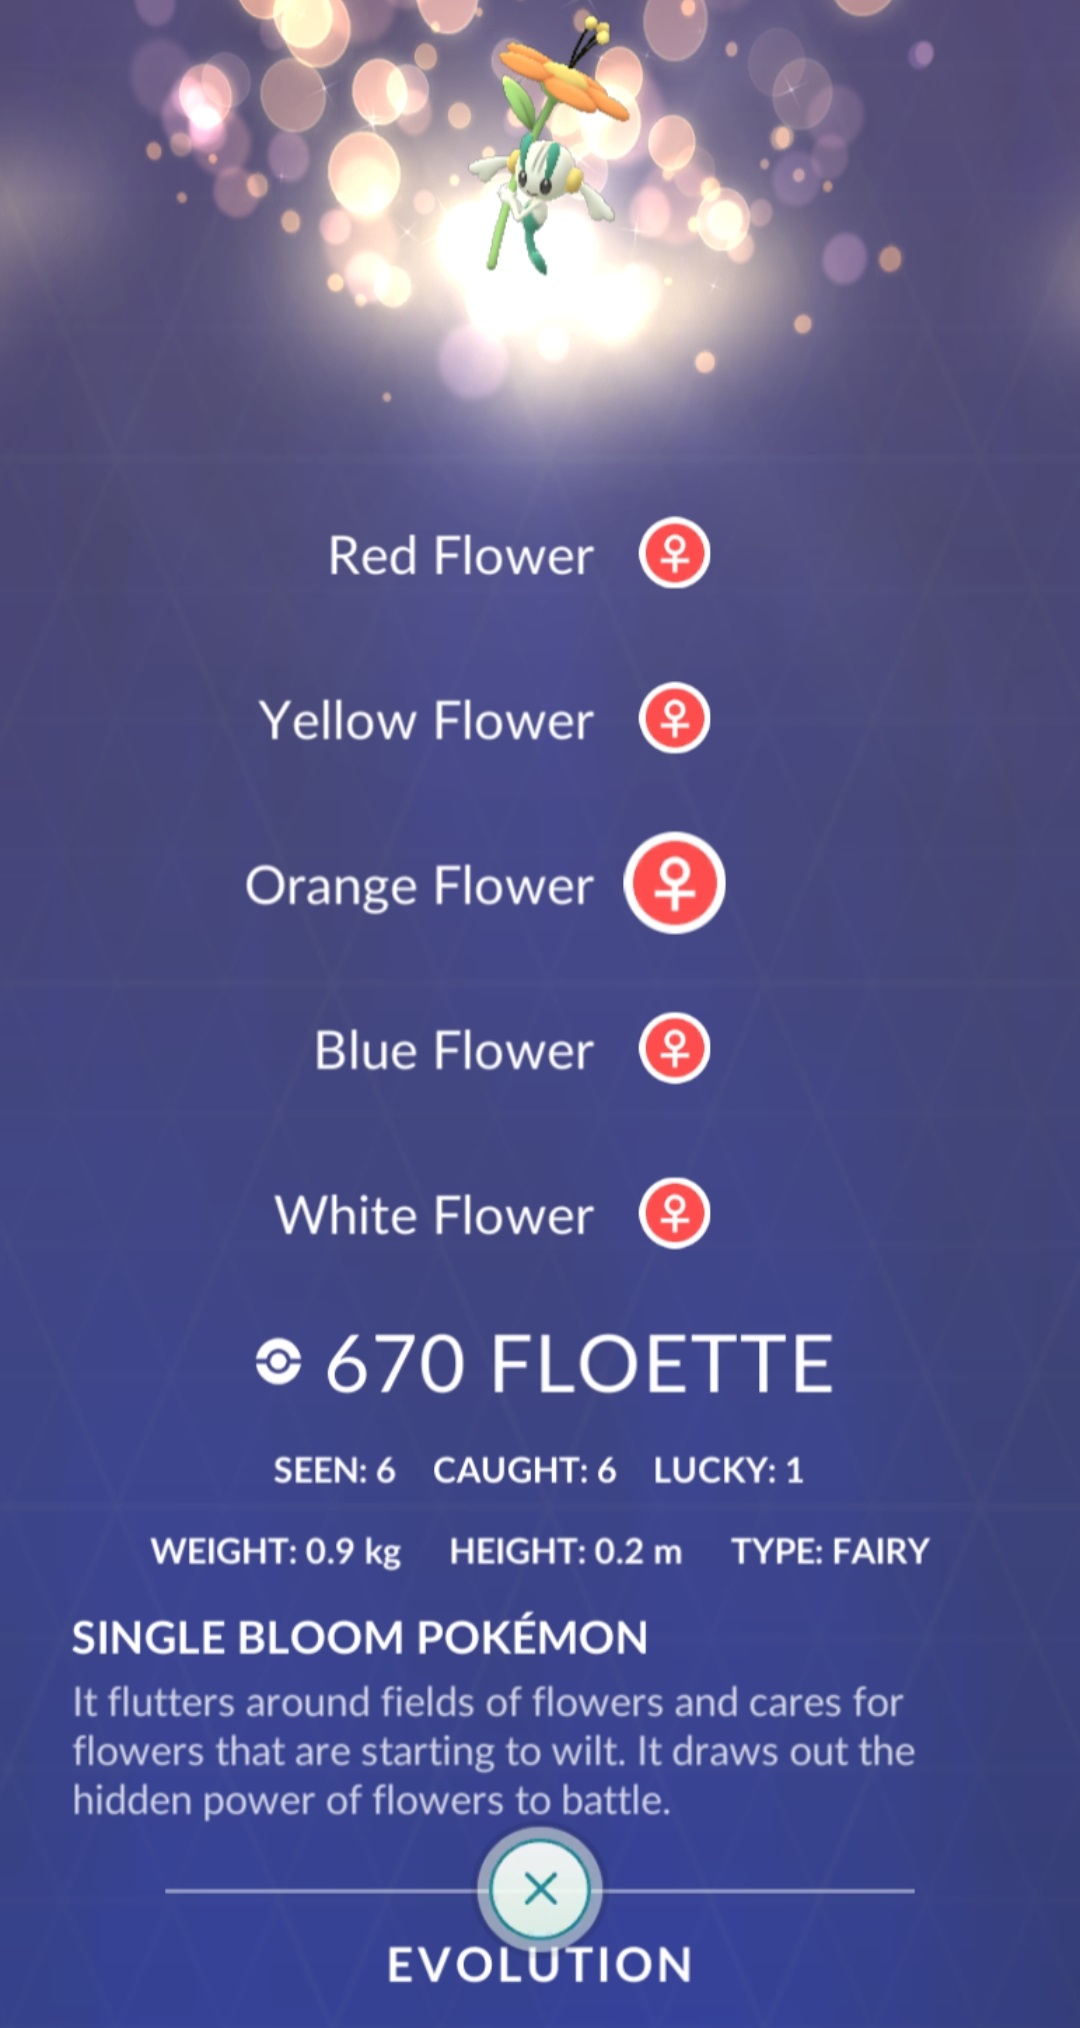 Red Flower
Yellow Flower
Orange Flower
Blue Flower
White Flower
670 FLOETTE
SEEN: 6 CAUGHT: 6 LUCKY: 1
WEIGHT: 0.9 kg HEIGHT: 0.2 m TYPE: FAIRY
SINGLE BLOOM POKÉMON
It flutters around fields of flowers and cares for
flowers that are starting to wilt. It draws out the
hidden power of flowers to battle.
EVOLUTION